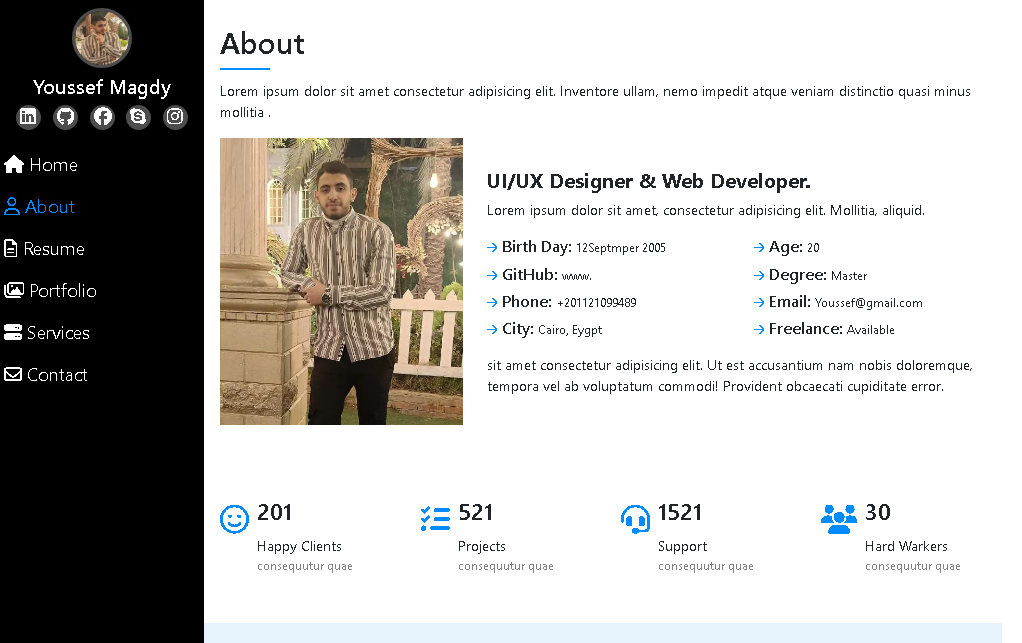 Youssef Magdy
Home
About
Resume
Portfolio
Services
Contact
About
Lorem ipsum dolor sit amet consectetur adipisicing elit. Inventore ullam, nemo impedit atque veniam distinctio quasi minus
mollitia .
UI/UX Designer & Web Developer.
Lorem ipsum dolor sit amet, consectetur adipisicing elit. Mollitia, aliquid.
Birth Day: 12Septmper 2005
Age: 20
GitHub: www.
Degree: Master
Phone: +201121099489
Email: Youssef@gmail.com
City: Cairo, Eygpt
Freelance: Available
sit amet consectetur adipisicing elit. Ut est accusantium nam nobis doloremque,
tempora vel ab voluptatum commodi! Provident obcaecati cupiditate error.
201
Happy Clients
consequutur quae
521
Projects
consequutur quae
1521
Support
consequutur quae
30
Hard Warkers
consequutur quae